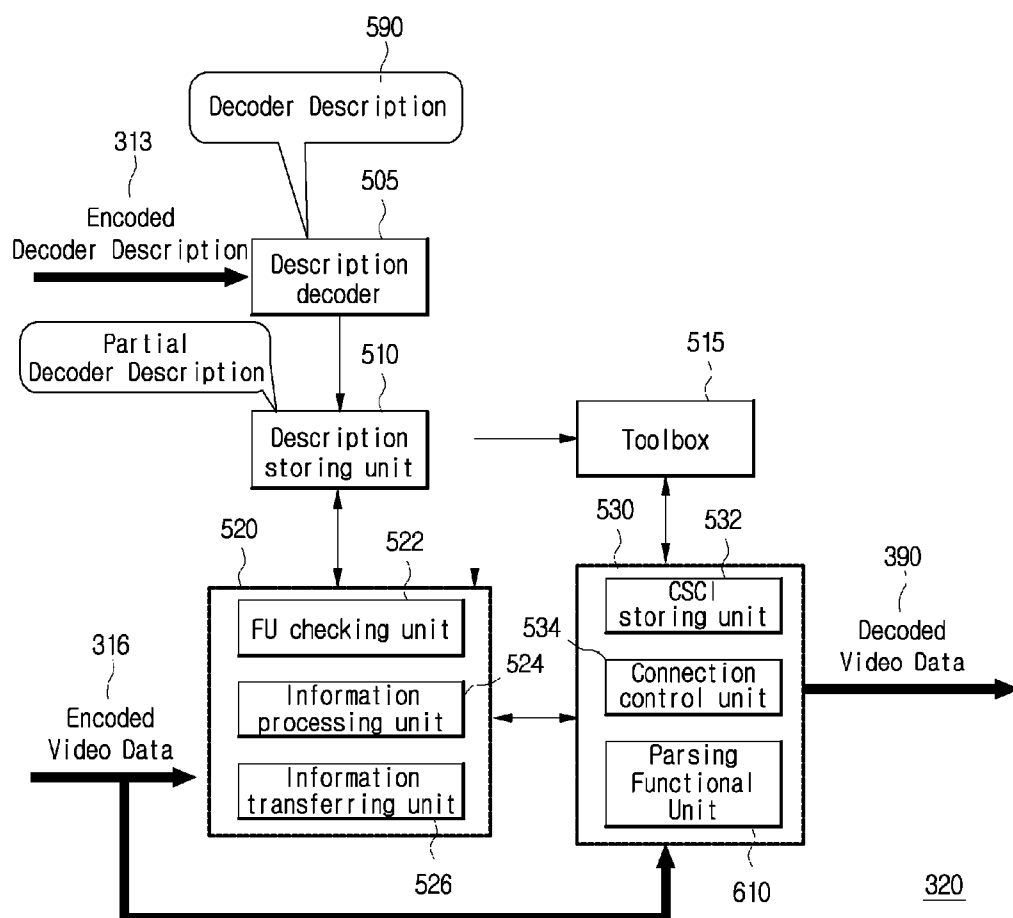 590
Decoder Description
313
505
Encoded
Decoder Description
Description
decoder
Partial
Decoder Description
510
515
Description
storing unit
Toolbox
520
522
530
532
390
FU checking unit
CSCI
storing unit
534
Decoded
Video Data
316
524
Connection
control unit
Information
processing unit
Encoded
Video Data
Parsing
Functional
Unit
Information
transferring unit
526
610
320